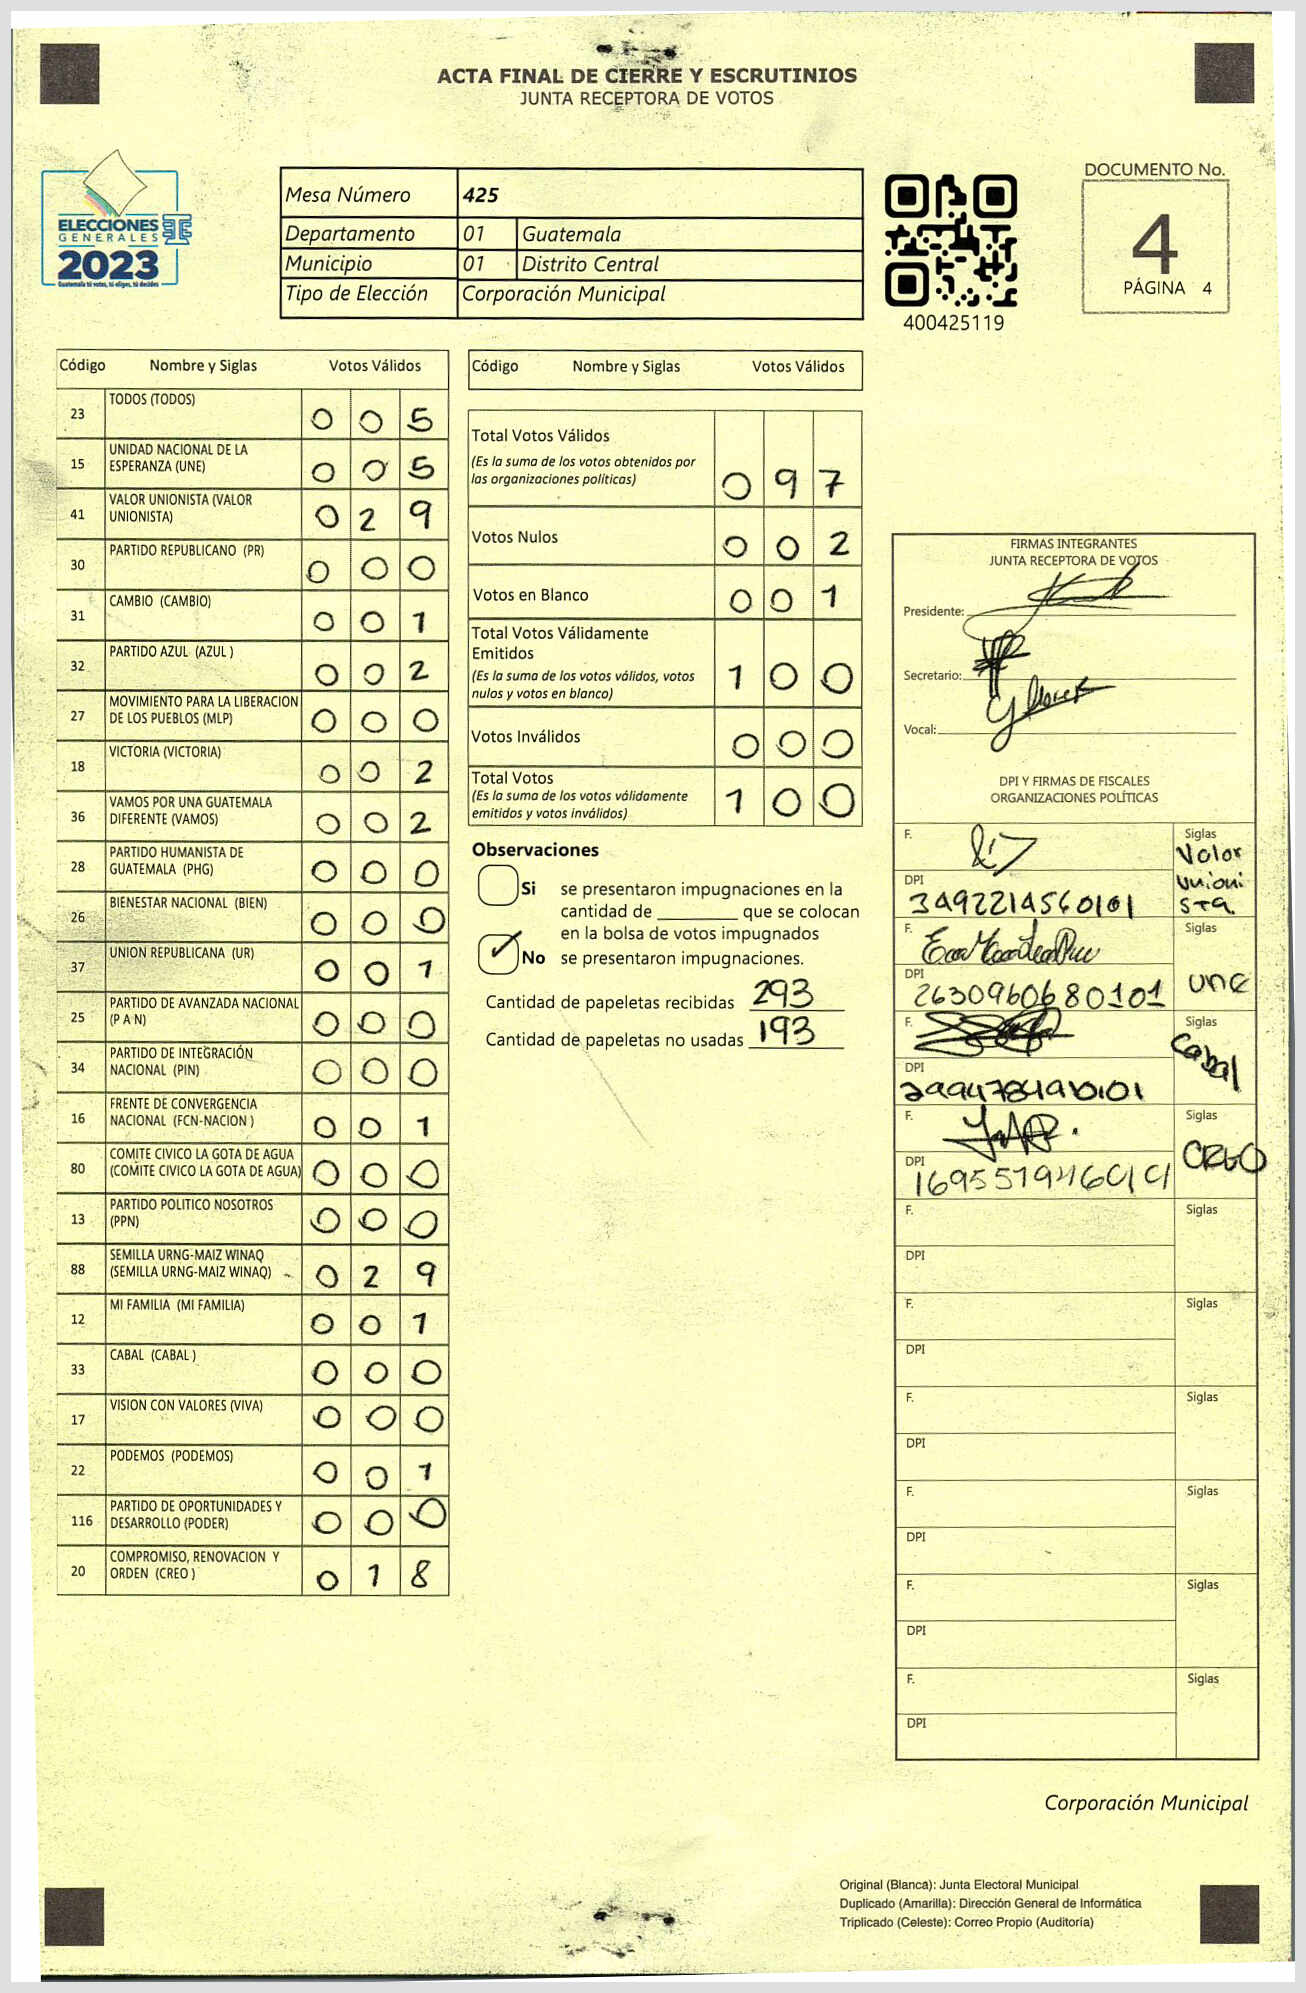 ACTA FINAL DE CIERRE Y ESCRUTINIOS
JUNTA RECEPTORA DE VOTOS
ELECCIONES
GENERALES
2023
Guatemala tú votas, tú eliges, tú decides
Mesa Número 425
Departamento 01 Guatemala
Municipio 01 Distrito Central
Tipo de Elección Corporación Municipal
400425119
DOCUMENTO No.
4
PÁGINA 4
Código Nombre y Siglas Votos Válidos
23 TODOS (TODOS) 0 0 5
15 UNIDAD NACIONAL DE LA ESPERANZA (UNE) 0 0 5
41 VALOR UNIONISTA (VALOR UNIONISTA) 0 2 9
30 PARTIDO REPUBLICANO (PR) 0 0 0
31 CAMBIO (CAMBIO) 0 0 1
32 PARTIDO AZUL (AZUL ) 0 0 2
27 MOVIMIENTO PARA LA LIBERACION DE LOS PUEBLOS (MLP) 0 0 0
18 VICTORIA (VICTORIA) 0 0 2
36 VAMOS POR UNA GUATEMALA DIFERENTE (VAMOS) 0 0 2
28 PARTIDO HUMANISTA DE GUATEMALA (PHG) 0 0 0
26 BIENESTAR NACIONAL (BIEN) 0 0 0
37 UNION REPUBLICANA (UR) 0 0 1
25 PARTIDO DE AVANZADA NACIONAL (P A N) 0 0 0
34 PARTIDO DE INTEGRACIÓN NACIONAL (PIN) 0 0 0
16 FRENTE DE CONVERGENCIA NACIONAL (FCN-NACION ) 0 0 1
80 COMITE CIVICO LA GOTA DE AGUA (COMITE CIVICO LA GOTA DE AGUA) 0 0 0
13 PARTIDO POLITICO NOSOTROS (PPN) 0 0 0
88 SEMILLA URNG-MAIZ WINAQ (SEMILLA URNG-MAIZ WINAQ) 0 2 9
12 MI FAMILIA (MI FAMILIA) 0 0 1
33 CABAL (CABAL ) 0 0 0
17 VISION CON VALORES (VIVA) 0 0 0
22 PODEMOS (PODEMOS) 0 0 1
116 PARTIDO DE OPORTUNIDADES Y DESARROLLO (PODER) 0 0 0
20 COMPROMISO, RENOVACION Y ORDEN (CREO ) 0 1 8
Código Nombre y Siglas Votos Válidos
Total Votos Válidos
(Es la suma de los votos obtenidos por
las organizaciones políticas) 0 9 7
Votos Nulos 0 0 2
Votos en Blanco 0 0 1
Total Votos Válidamente
Emitidos
(Es la suma de los votos válidos, votos
nulos y votos en blanco) 1 0 0
Votos Inválidos 0 0 0
Total Votos
(Es la suma de los votos válidamente
emitidos y votos inválidos) 1 0 0
Observaciones
Si se presentaron impugnaciones en la
cantidad de ________ que se colocan
en la bolsa de votos impugnados
No se presentaron impugnaciones.
Cantidad de papeletas recibidas 293
Cantidad de papeletas no usadas 193
FIRMAS INTEGRANTES
JUNTA RECEPTORA DE VOTOS
Presidente:
Secretario:
Vocal:
DPI Y FIRMAS DE FISCALES
ORGANIZACIONES POLÍTICAS
F. Siglas Valor Unionista.
DPI 3492214560101
F. Siglas une
DPI 2630960680101
F. Siglas Cabal
DPI
F. Siglas CREO
DPI
F. Siglas
DPI
F. Siglas
DPI
F. Siglas
DPI
F. Siglas
DPI
F. Siglas
DPI
F. Siglas
DPI
Corporación Municipal
Original (Blanca): Junta Electoral Municipal
Duplicado (Amarilla): Dirección General de Informática
Triplicado (Celeste): Correo Propio (Auditoría)